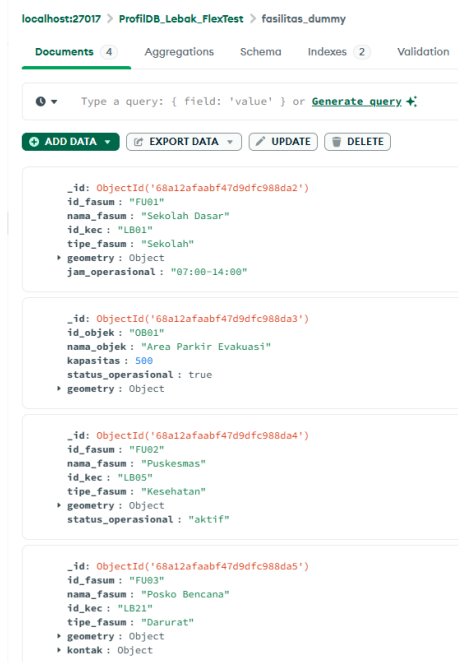 localhost:27017 > ProfilDB_Lebak_FlexTest > fasilitas_dummy
Documents 4 Aggregations Schema Indexes 2 Validation
Type a query: { field: 'value' } or Generate query
ADD DATA EXPORT DATA UPDATE DELETE
_id: ObjectId('68a12afaabf47d9dfc988da2')
id_fasum : "FU01"
nama_fasum : "Sekolah Dasar"
id_kec : "LB01"
tipe_fasum : "Sekolah"
geometry : Object
jam_operasional : "07:00-14:00"
_id: ObjectId('68a12afaabf47d9dfc988da3')
id_objek : "OB01"
nama_objek : "Area Parkir Evakuasi"
kapasitas : 500
status_operasional : true
geometry : Object
_id: ObjectId('68a12afaabf47d9dfc988da4')
id_fasum : "FU02"
nama_fasum : "Puskesmas"
id_kec : "LB05"
tipe_fasum : "Kesehatan"
geometry : Object
status_operasional : "aktif"
_id: ObjectId('68a12afaabf47d9dfc988da5')
id_fasum : "FU03"
nama_fasum : "Posko Bencana"
id_kec : "LB21"
tipe_fasum : "Darurat"
geometry : Object
kontak : Object